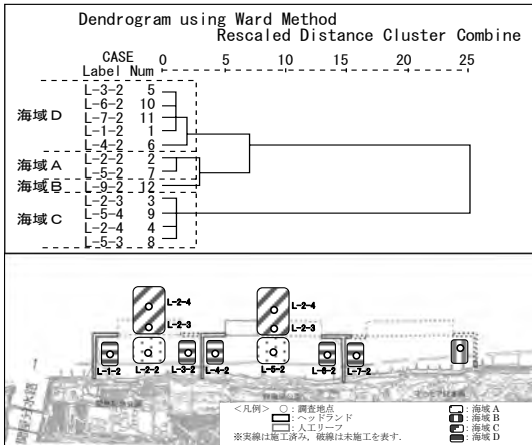 Dendrogram using Ward Method
Rescaled Distance Cluster Combine
CASE 0 5 10 15 20 25
Label Num
L-3-2 5
L-6-2 10
海域D L-7-2 11
L-1-2 1
L-4-2 6
海域A L-2-2 2
L-5-2 7
海域B L-9-2 12
L-2-3 3
海域C L-5-4 9
L-2-4 4
L-5-3 8
L-2-4 L-2-4
L-2-3 L-2-3
L-1-2 L-2-2 L-3-2 L-4-2 L-5-2 L-6-2 L-7-2
<凡例> ○:調査地点 :海域A
:ヘッドランド :海域B
:人工リーフ :海域C
※実線は施工済み,破線は未施工を表す. :海域D